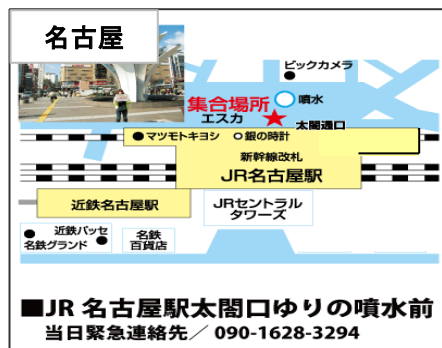 名古屋
ビックカメラ
噴水
集合場所
エスカ
太閤通口
マツモトキヨシ
銀の時計
新幹線改札
JR名古屋駅
近鉄名古屋駅
JRセントラル
タワーズ
近鉄パッセ
名鉄グランド
名鉄
百貨店
■JR名古屋駅太閤口ゆりの噴水前
当日緊急連絡先／ 090-1628-3294